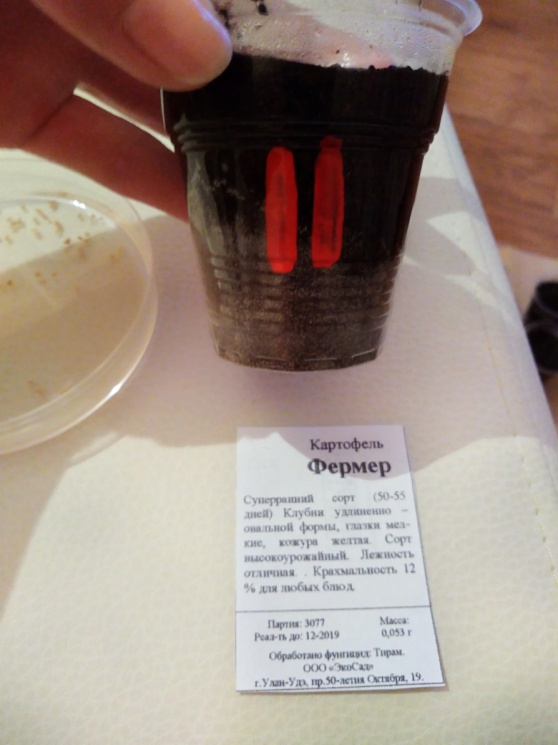 Картофель
Фермер
Суперранний сорт (50-55
дней) Клубни удлиненно –
овальной формы, глазки мел-
кие, кожура желтая. Сорт
высокоурожайный. Лежкость
отличная. . Крахмальность 12
% для любых блюд.
Партия: 3077
Масса:
Реал-ть до: 12-2019
0,053 г
Обработано фунгицид: Тирам.
ООО «ЭкоСад»
г.Улан-Удэ, пр.50-летия Октября, 19.